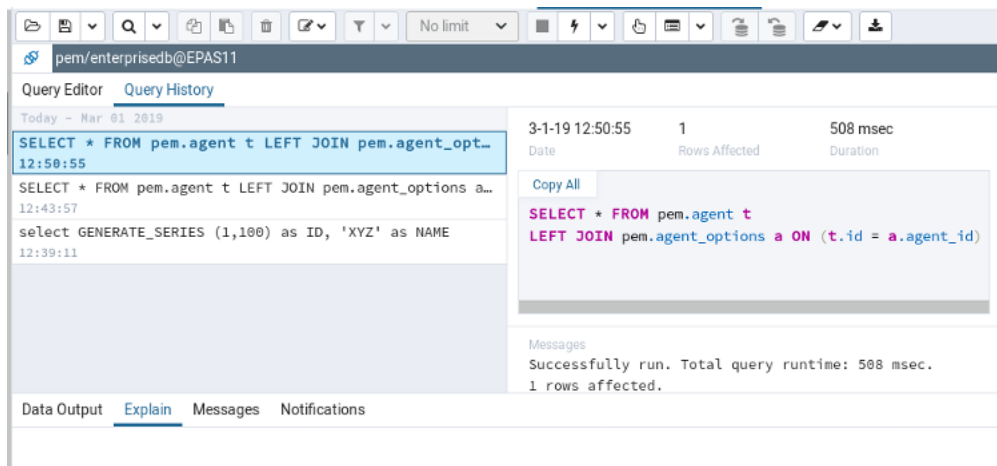 No limit
pem/enterprisedb@EPAS11
Query Editor Query History
Today - Mar 01 2019
SELECT * FROM pem.agent t LEFT JOIN pem.agent_opt…
12:50:55
SELECT * FROM pem.agent t LEFT JOIN pem.agent_options a…
12:43:57
select GENERATE_SERIES (1,100) as ID, 'XYZ' as NAME
12:39:11
3-1-19 12:50:55 1 508 msec
Date Rows Affected Duration
Copy All
SELECT * FROM pem.agent t
LEFT JOIN pem.agent_options a ON (t.id = a.agent_id)
Messages
Successfully run. Total query runtime: 508 msec.
1 rows affected.
Data Output Explain Messages Notifications